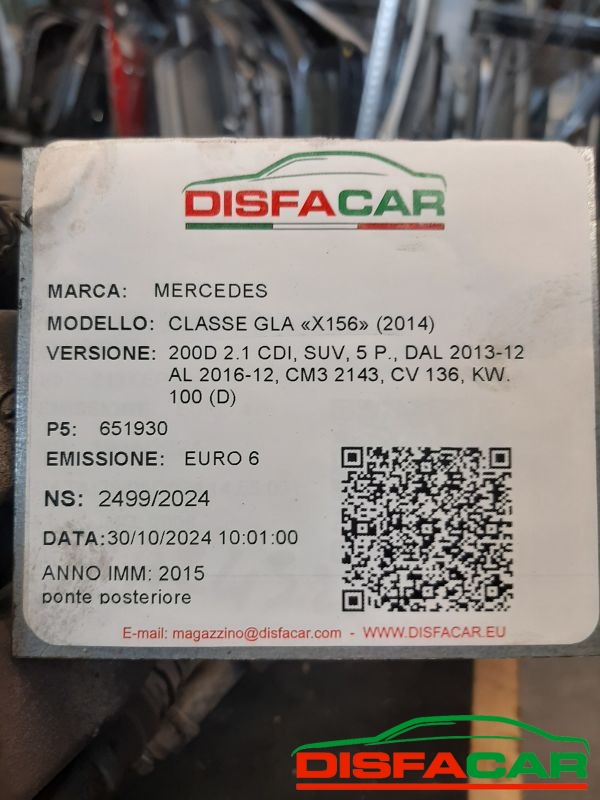 DISFACAR
MARCA: MERCEDES
MODELLO: CLASSE GLA «X156» (2014)
VERSIONE: 200D 2.1 CDI, SUV, 5 P., DAL 2013-12
AL 2016-12, CM3 2143, CV 136, KW.
100 (D)
P5: 651930
EMISSIONE: EURO 6
NS: 2499/2024
DATA:30/10/2024 10:01:00
ANNO IMM: 2015
ponte posteriore
E-mail: magazzino@disfacar.com - WWW.DISFACAR.EU
DISFACAR